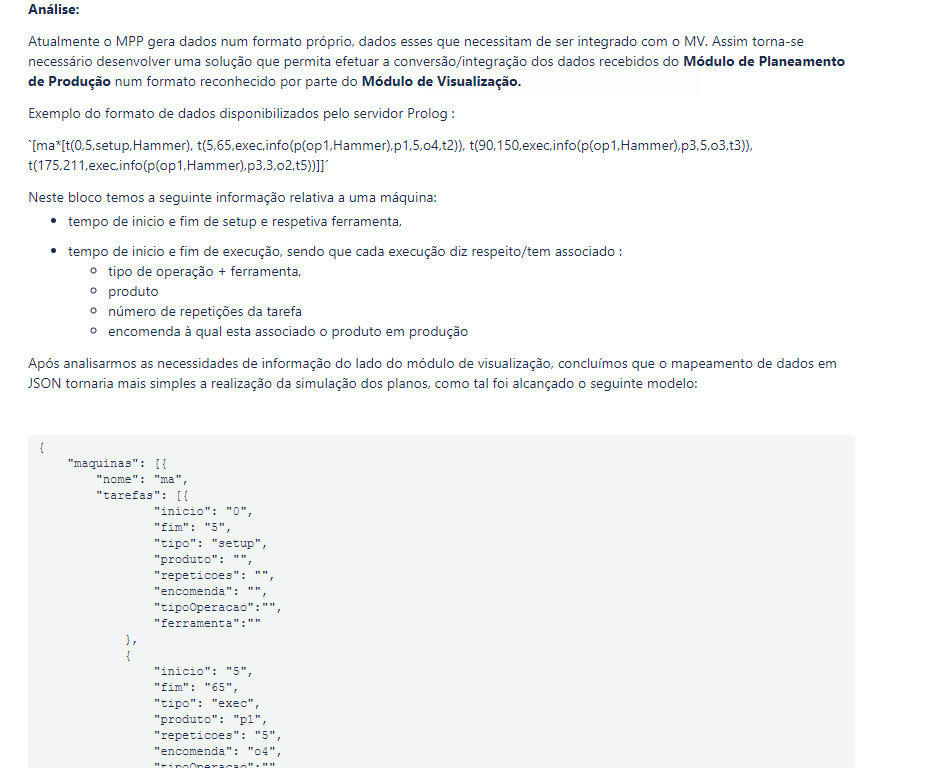 Análise:
Atualmente o MPP gera dados num formato próprio, dados esses que necessitam de ser integrado com o MV. Assim torna-se
necessário desenvolver uma solução que permita efetuar a conversão/integração dos dados recebidos do Módulo de Planeamento
de Produção num formato reconhecido por parte do Módulo de Visualização.
Exemplo do formato de dados disponibilizados pelo servidor Prolog :
`[ma*[t(0,5,setup,Hammer), t(5,65,exec,info(p(op1,Hammer),p1,5,o4,t2)), t(90,150,exec,info(p(op1,Hammer),p3,5,o3,t3)),
t(175,211,exec,info(p(op1,Hammer),p3,3,o2,t5))]]´
Neste bloco temos a seguinte informação relativa a uma máquina:
• tempo de inicio e fim de setup e respetiva ferramenta,
• tempo de inicio e fim de execução, sendo que cada execução diz respeito/tem associado :
○ tipo de operação + ferramenta,
○ produto
○ número de repetições da tarefa
○ encomenda à qual esta associado o produto em produção
Após analisarmos as necessidades de informação do lado do módulo de visualização, concluímos que o mapeamento de dados em
JSON tornaria mais simples a realização da simulação dos planos, como tal foi alcançado o seguinte modelo:
{
"maquinas": [{
"nome": "ma",
"tarefas": [{
"inicio": "0",
"fim": "5",
"tipo": "setup",
"produto": "",
"repeticoes": "",
"encomenda": "",
"tipoOperacao":"",
"ferramenta":""
},
{
"inicio": "5",
"fim": "65",
"tipo": "exec",
"produto": "p1",
"repeticoes": "5",
"encomenda": "o4",
"tipoOperacao":""